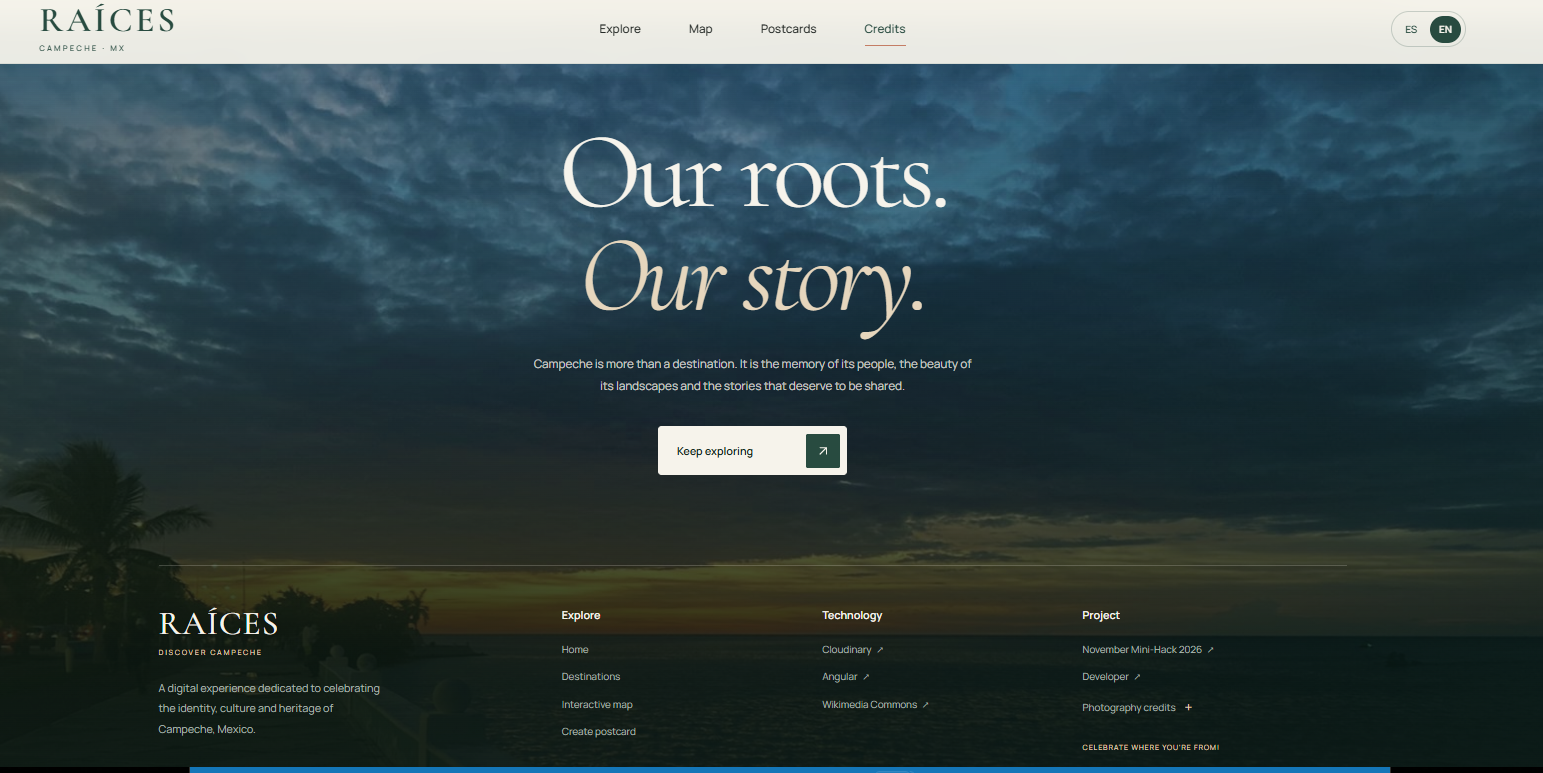 RAÍCES
CAMPECHE · MX
Explore
Map
Postcards
Credits
ES
EN
Our roots.
Our story.
Campeche is more than a destination. It is the memory of its people, the beauty of
its landscapes and the stories that deserve to be shared.
Keep exploring
RAÍCES
DISCOVER CAMPECHE
A digital experience dedicated to celebrating
the identity, culture and heritage of
Campeche, Mexico.
Explore
Home
Destinations
Interactive map
Create postcard
Technology
Cloudinary ↗
Angular ↗
Wikimedia Commons ↗
Project
November Mini-Hack 2026 ↗
Developer ↗
Photography credits +
CELEBRATE WHERE YOU'RE FROM!